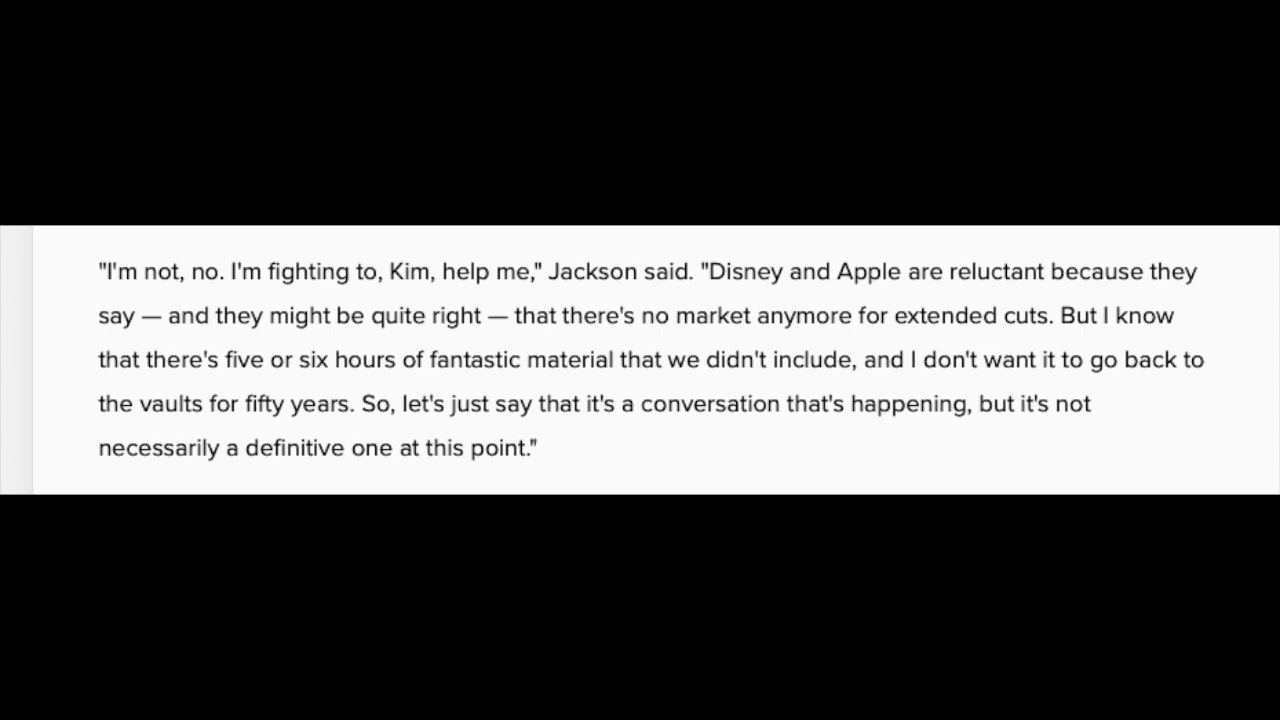 "I'm not, no. I'm fighting to, Kim, help me," Jackson said. "Disney and Apple are reluctant because they
say — and they might be quite right — that there's no market anymore for extended cuts. But I know
that there's five or six hours of fantastic material that we didn't include, and I don't want it to go back to
the vaults for fifty years. So, let's just say that it's a conversation that's happening, but it's not
necessarily a definitive one at this point."